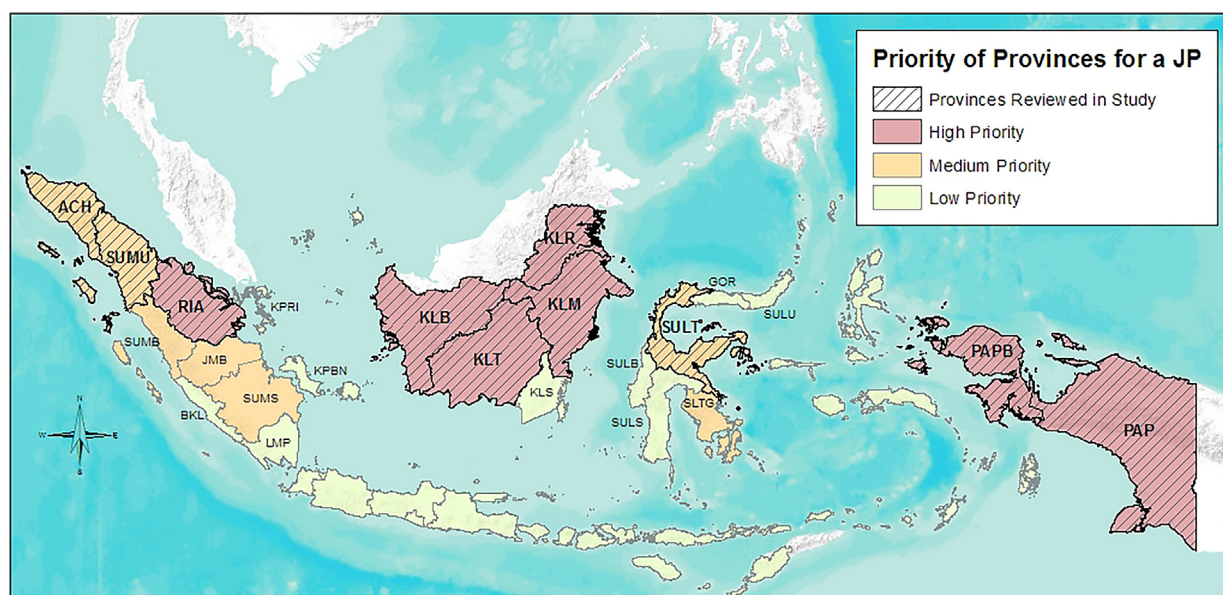 Priority of Provinces for a JP
Provinces Reviewed in Study
High Priority
Medium Priority
Low Priority
ACH
SUMU
RIA
KPRI
SUMB
JMB
KPBN
SUMS
BKL
LMP
KLR
KLB
KLM
KLT
KLS
GOR
SULU
SULT
SULB
SLTG
SULS
PAPB
PAP
N
W
E
S